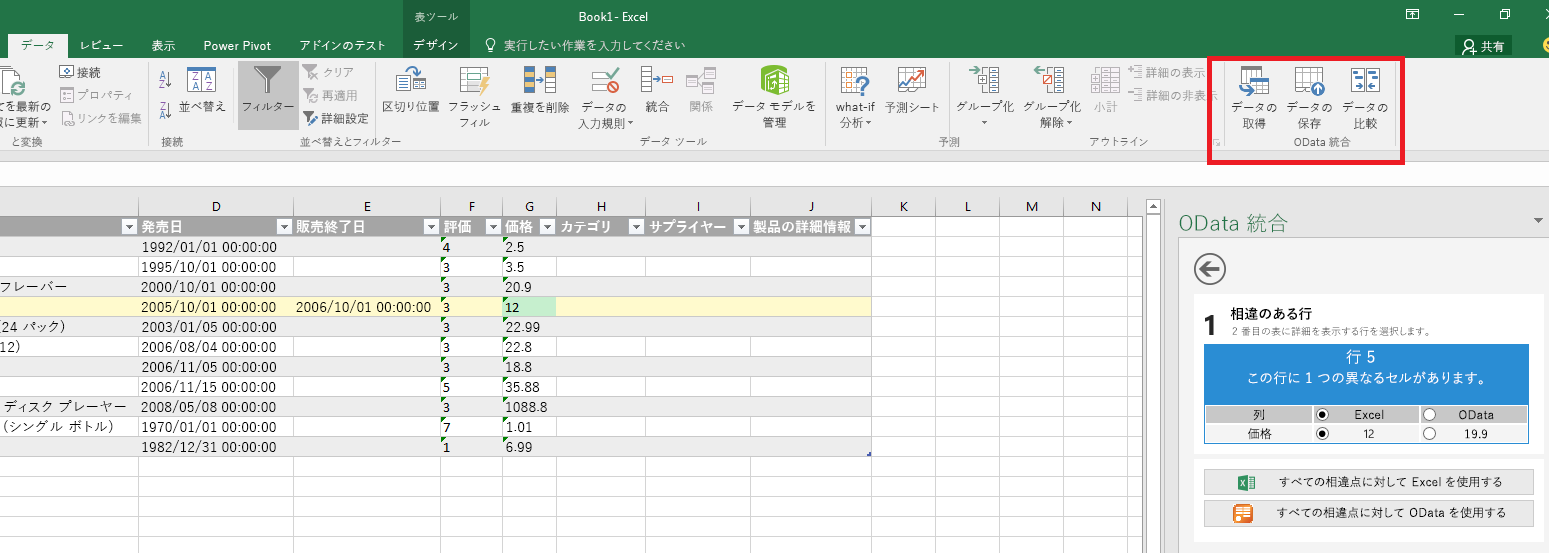 表ツール
Book1 - Excel
データ レビュー 表示 Power Pivot アドインのテスト デザイン 実行したい作業を入力してください 共有
てを最新の
報に更新
接続
プロパティ
リンクを編集
並べ替え
フィルター
クリア
再適用
詳細設定
区切り位置
フラッシュ
フィル
重複を削除
データの
入力規則
統合
関係
データ モデルを
管理
what-if
分析
予測シート
グループ化
グループ化
解除
小計
詳細の表示
詳細の非表示
データの
取得
データの
保存
データの
比較
と変換 接続 並べ替えとフィルター データ ツール 予測 アウトライン OData 統合
D E F G H I J K L M N
発売日 販売終了日 評価 価格 カテゴリ サプライヤー 製品の詳細情報
1992/01/01 00:00:00 4 2.5
1995/10/01 00:00:00 3 3.5
フレーバー 2000/10/01 00:00:00 3 20.9
2005/10/01 00:00:00 2006/10/01 00:00:00 3 12
(24 パック) 2003/01/05 00:00:00 3 22.99
12) 2006/08/04 00:00:00 3 22.8
2006/11/05 00:00:00 3 18.8
2006/11/15 00:00:00 5 35.88
ディスク プレーヤー 2008/05/08 00:00:00 3 1088.8
(シングル ボトル) 1970/01/01 00:00:00 7 1.01
1982/12/31 00:00:00 1 6.99
OData 統合
1 相違のある行
2 番目の表に詳細を表示する行を選択します。
行 5
この行に 1 つの異なるセルがあります。
列 Excel OData
価格 12 19.9
すべての相違点に対して Excel を使用する
すべての相違点に対して OData を使用する